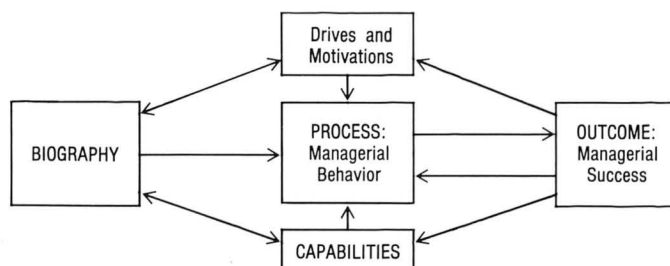 Drives and
Motivations
BIOGRAPHY
PROCESS:
Managerial
Behavior
OUTCOME:
Managerial
Success
CAPABILITIES